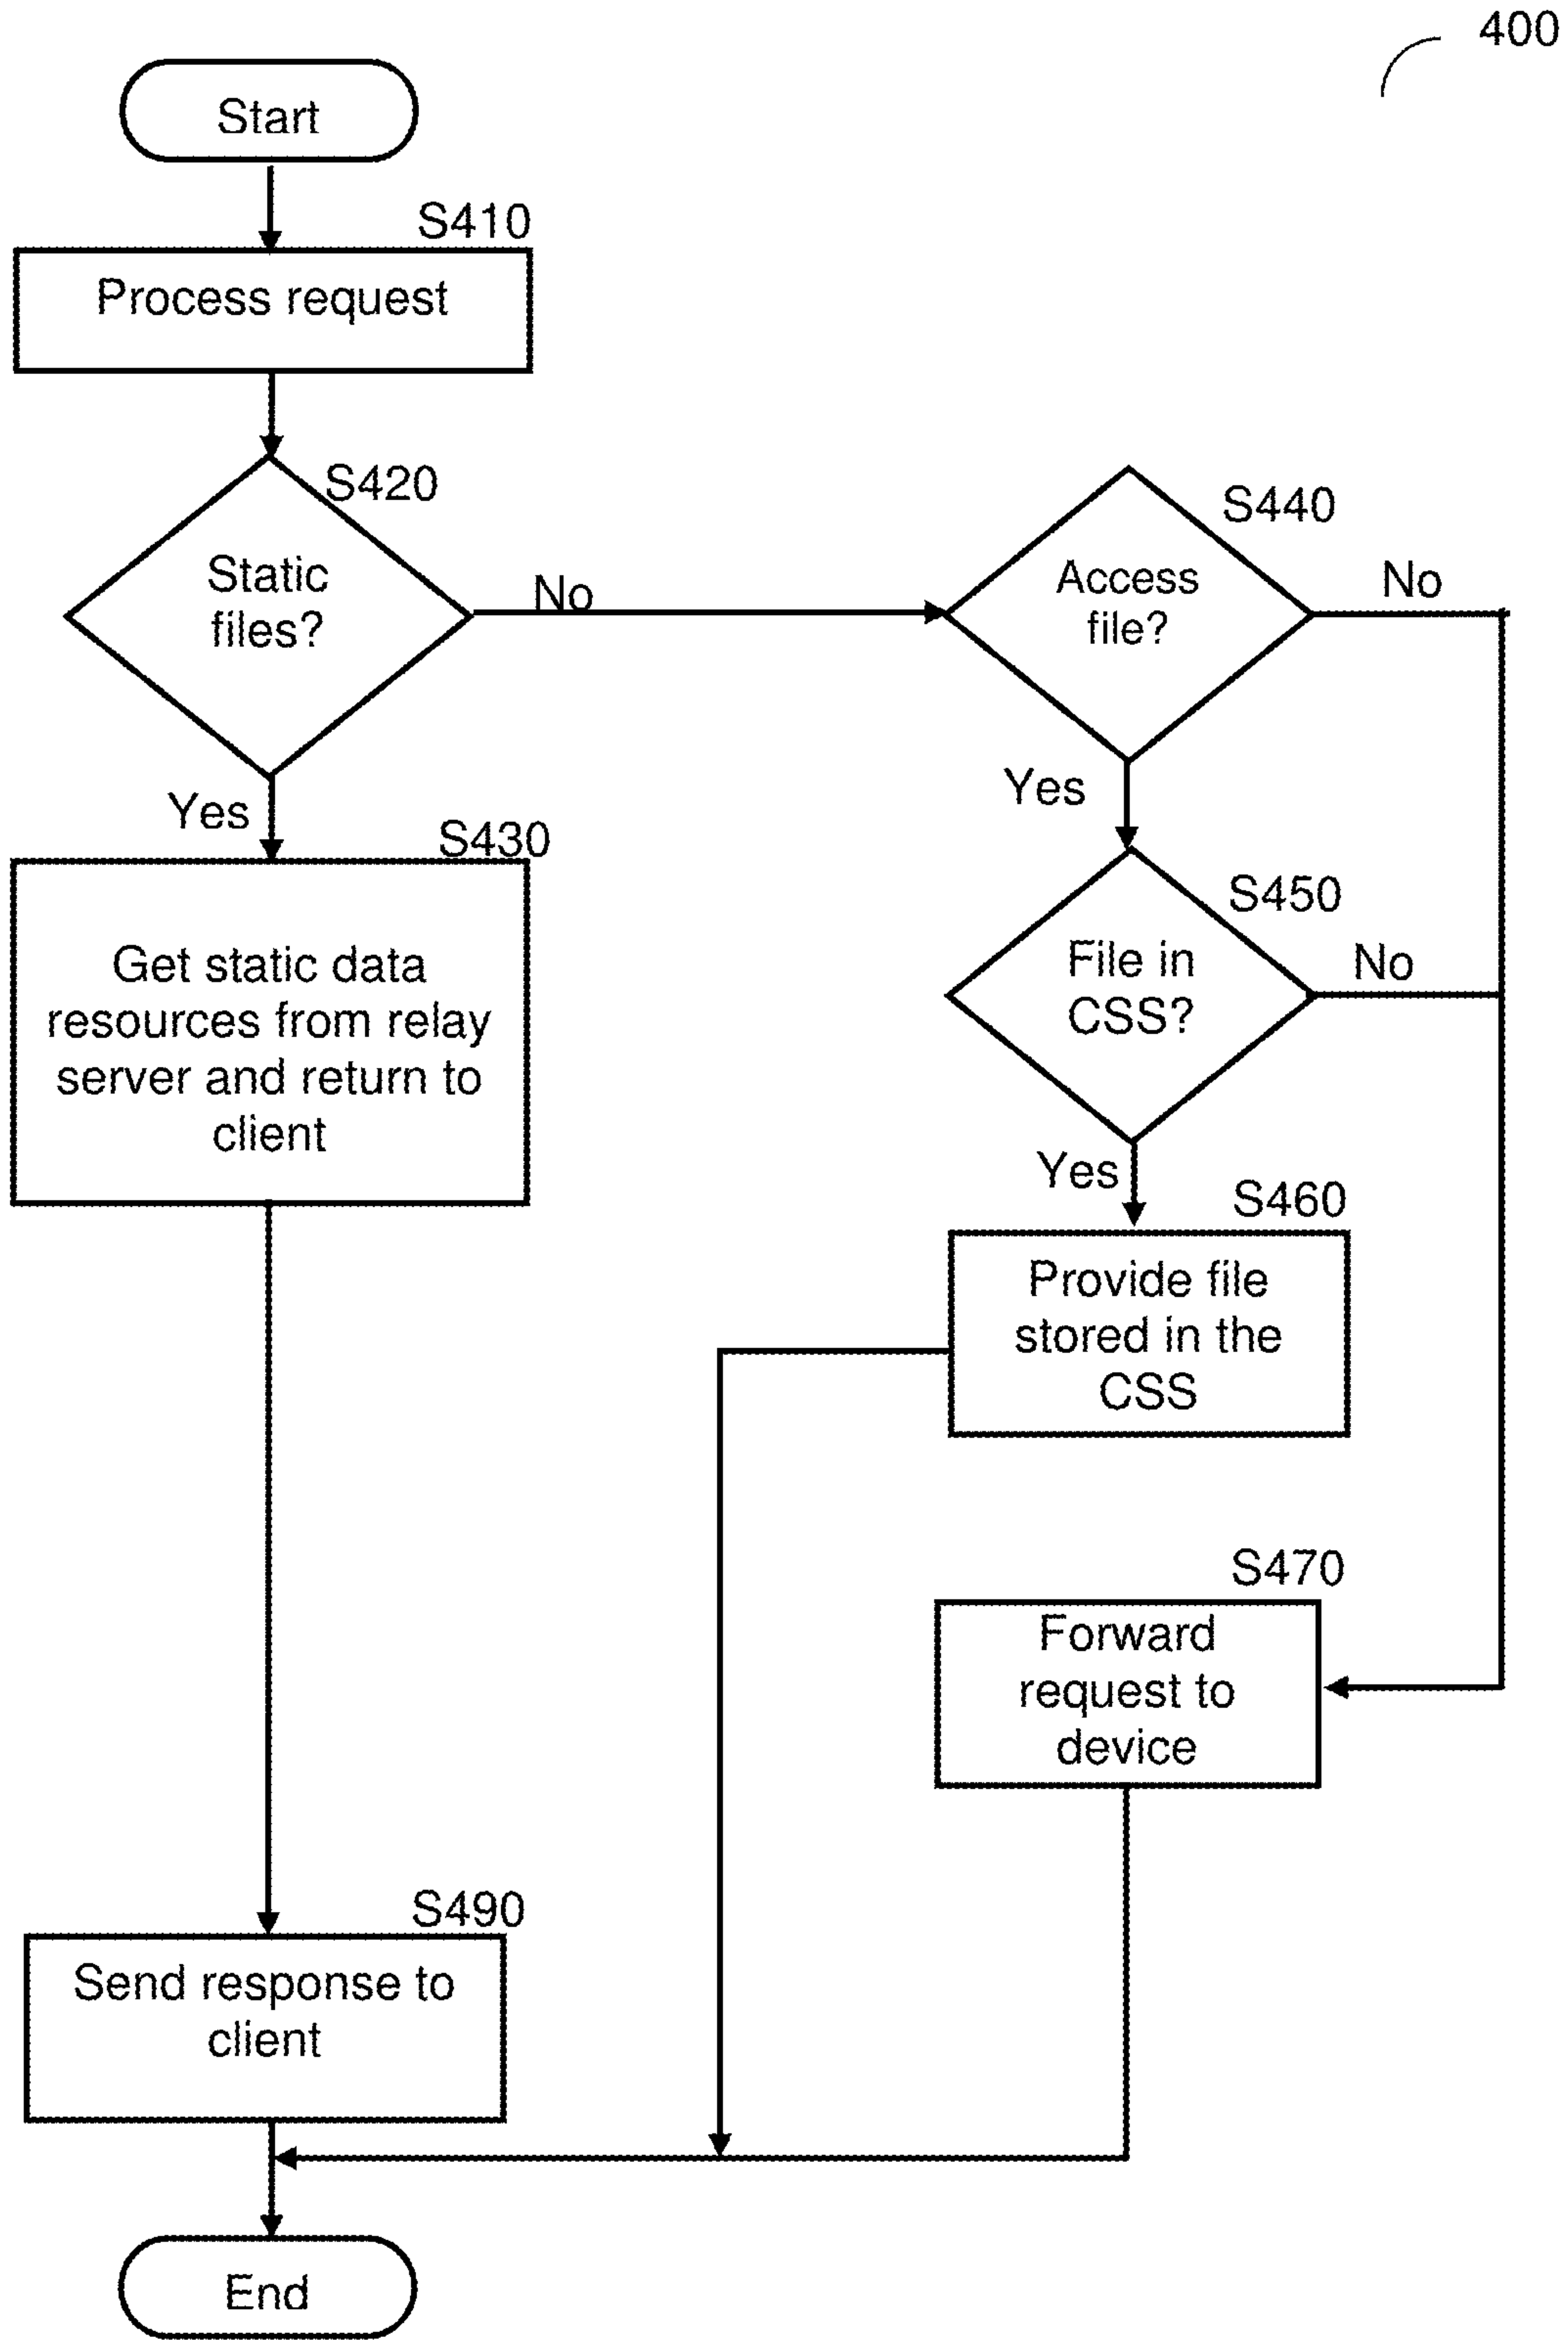 400
Start
S410
Process request
S420
Static
files?
No
S440
Access
file?
No
Yes
S430
Get static data
resources from relay
server and return to
client
Yes
S450
File in
CSS?
No
Yes
S460
Provide file
stored in the
CSS
S470
Forward
request to
device
S490
Send response to
client
End